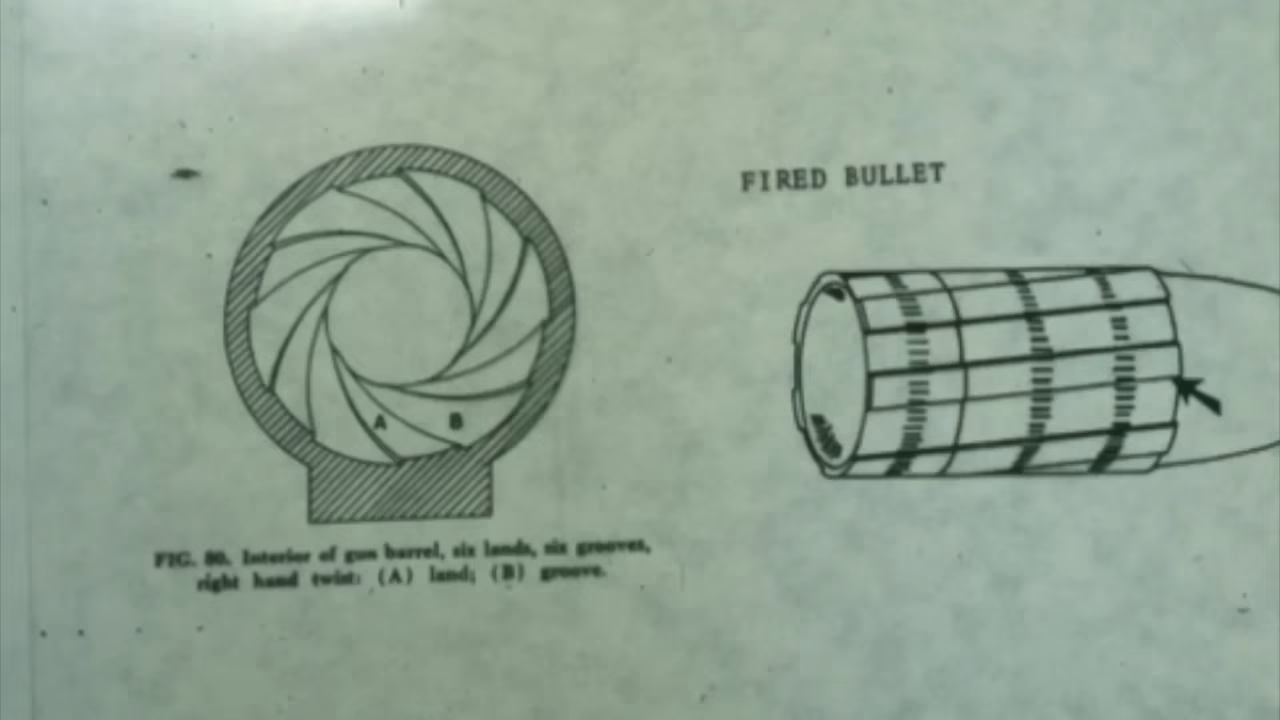 FIRED BULLET
A B
FIG. 80. Interior of gun barrel, six lands, six grooves,
right hand twist: (A) land; (B) groove.